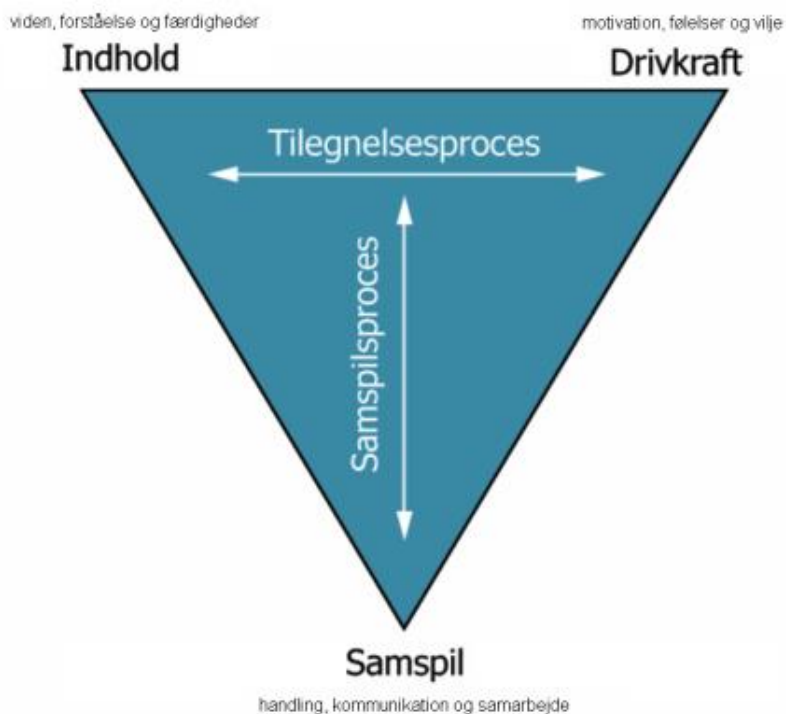 viden, forståelse og færdigheder
motivation, følelser og vilje
Indhold
Drivkraft
Tilegnelsesproces
Samspilsproces
Samspil
handling, kommunikation og samarbejde